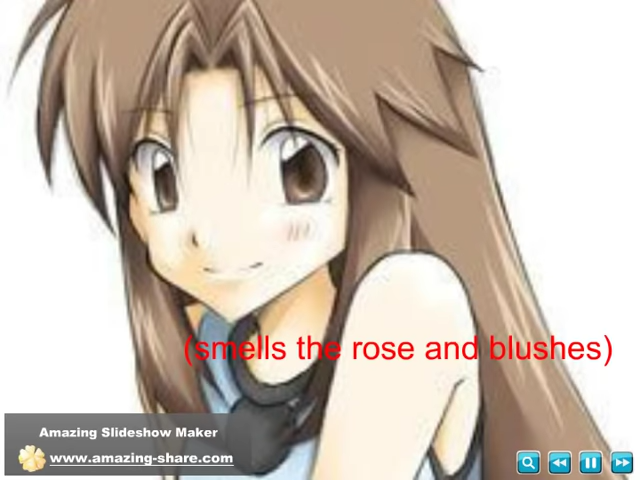 (smells the rose and blushes)
Amazing Slideshow Maker
www.amazing-share.com